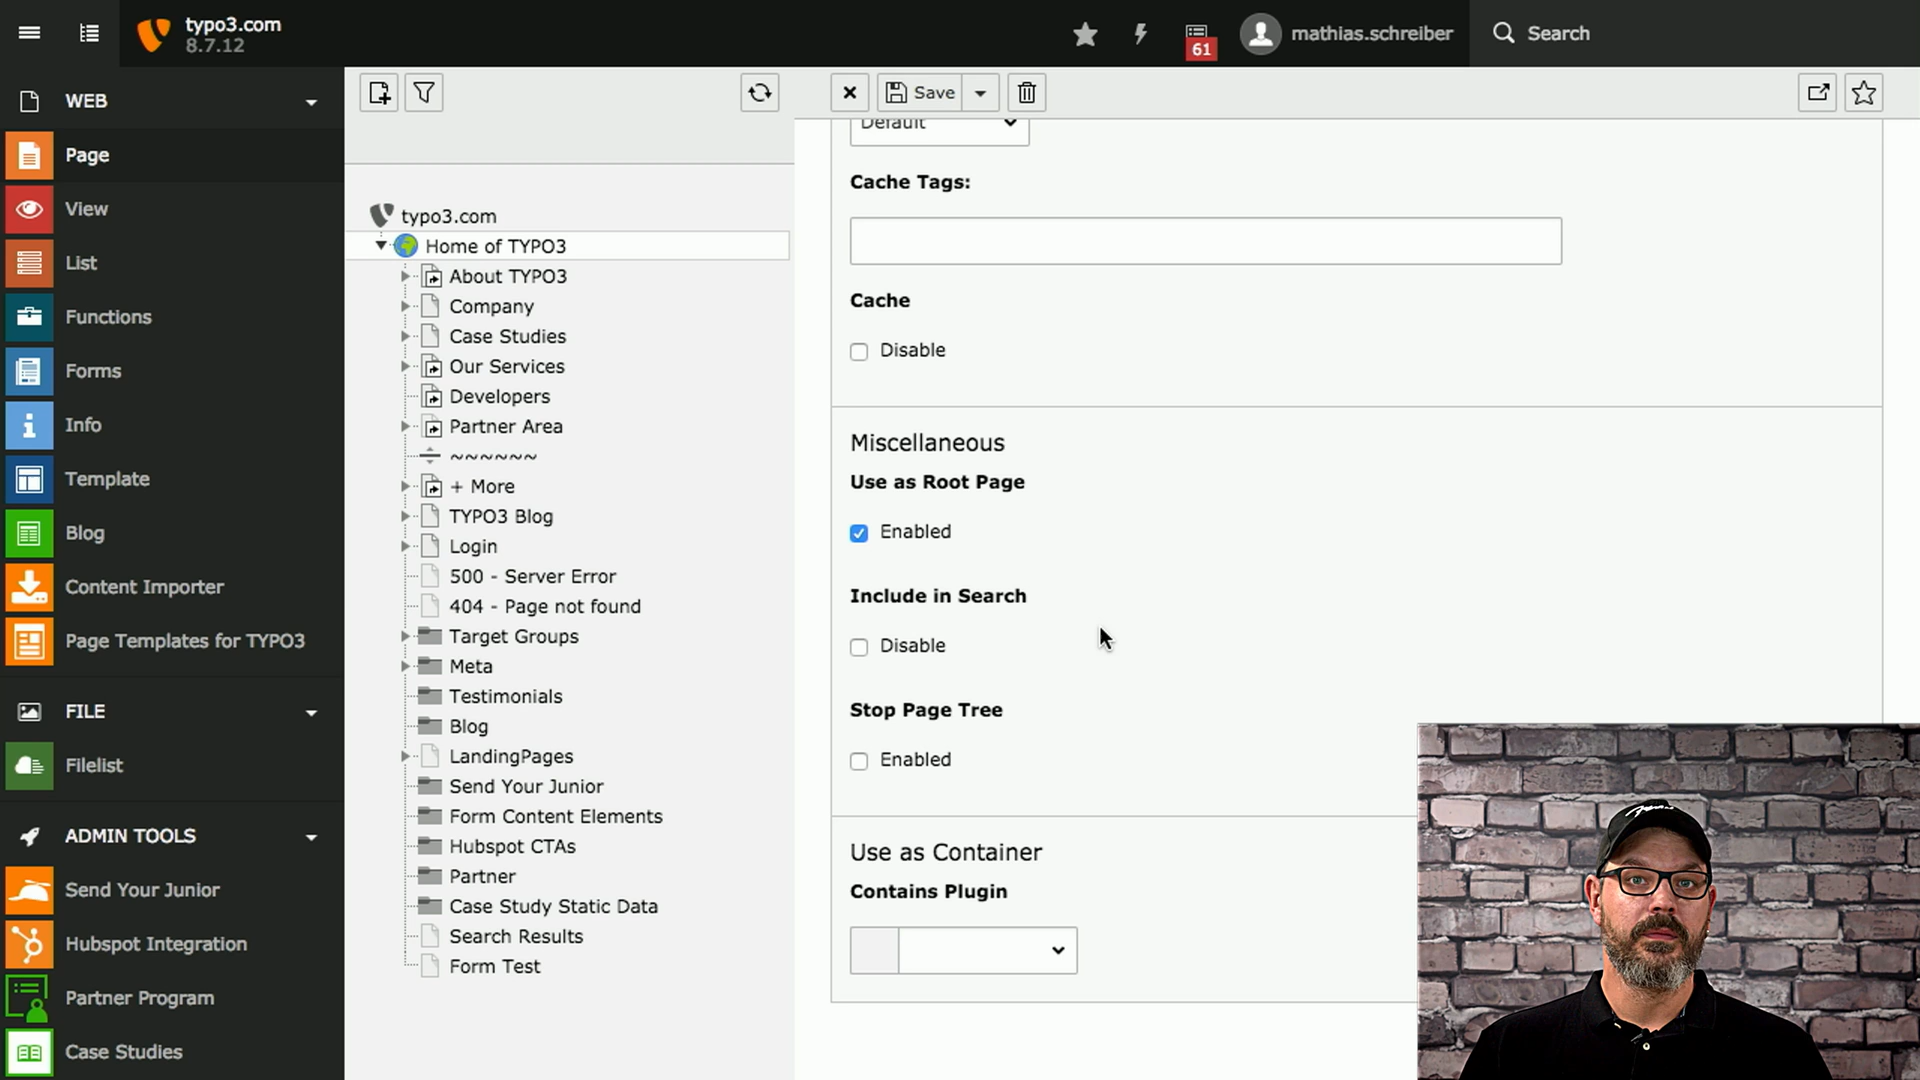 typo3.com
8.7.12
61
mathias.schreiber
Search
WEB
Page
View
List
Functions
Forms
Info
Template
Blog
Content Importer
Page Templates for TYPO3
FILE
Filelist
ADMIN TOOLS
Send Your Junior
Hubspot Integration
Partner Program
Case Studies
typo3.com
Home of TYPO3
About TYPO3
Company
Case Studies
Our Services
Developers
Partner Area
~~~~~~
+ More
TYPO3 Blog
Login
500 - Server Error
404 - Page not found
Target Groups
Meta
Testimonials
Blog
LandingPages
Send Your Junior
Form Content Elements
Hubspot CTAs
Partner
Case Study Static Data
Search Results
Form Test
Save
Default
Cache Tags:
Cache
Disable
Miscellaneous
Use as Root Page
Enabled
Include in Search
Disable
Stop Page Tree
Enabled
Use as Container
Contains Plugin